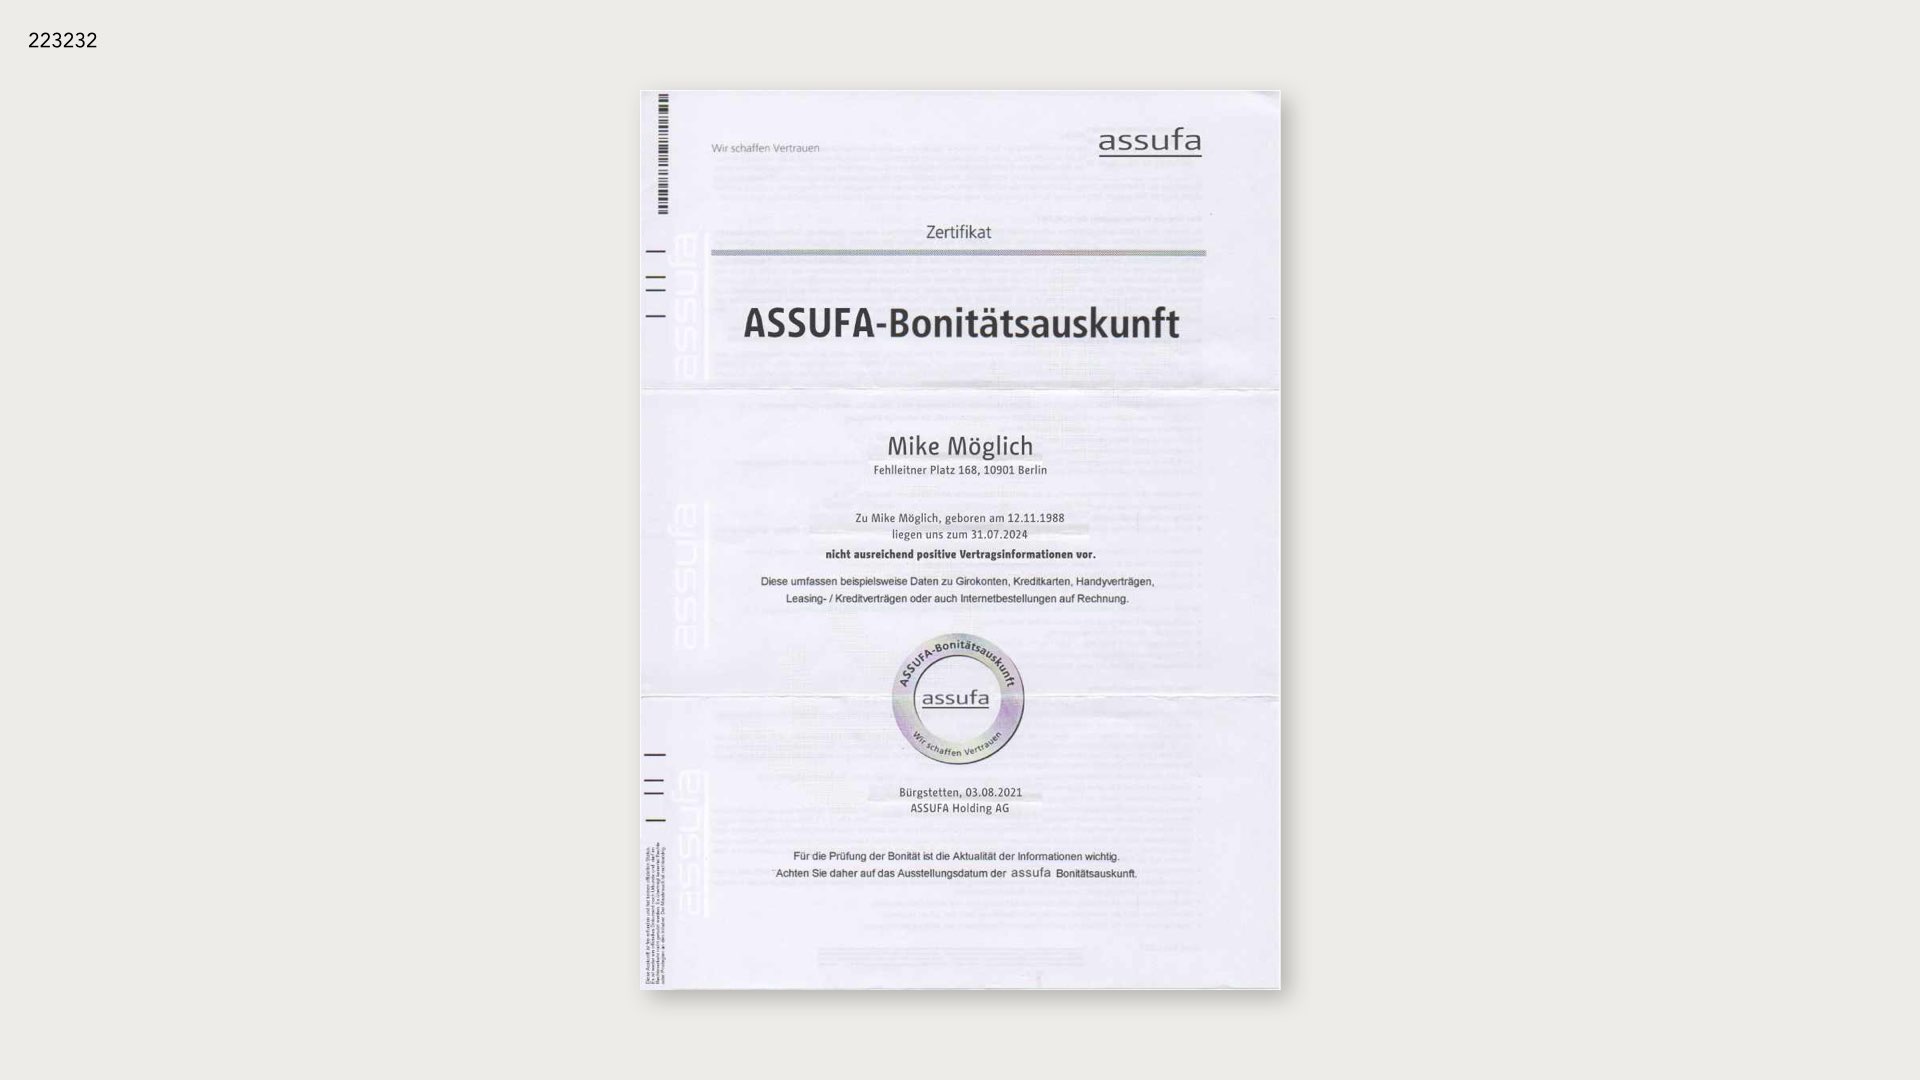 223232
Wir schaffen Vertrauen
assufa
Zertifikat
ASSUFA-Bonitätsauskunft
Mike Möglich
Fehlleitner Platz 168, 10901 Berlin
Zu Mike Möglich, geboren am 12.11.1988
liegen uns zum 31.07.2024
nicht ausreichend positive Vertragsinformationen vor.
Diese umfassen beispielsweise Daten zu Girokonten, Kreditkarten, Handyverträgen,
Leasing- / Kreditverträgen oder auch Internetbestellungen auf Rechnung.
ASSUFA-Bonitätsauskunft
assufa
Wir schaffen Vertrauen
Bürgstetten, 03.08.2021
ASSUFA Holding AG
Für die Prüfung der Bonität ist die Aktualität der Informationen wichtig.
Achten Sie daher auf das Ausstellungsdatum der assufa Bonitätsauskunft.
assufa
assufa
assufa